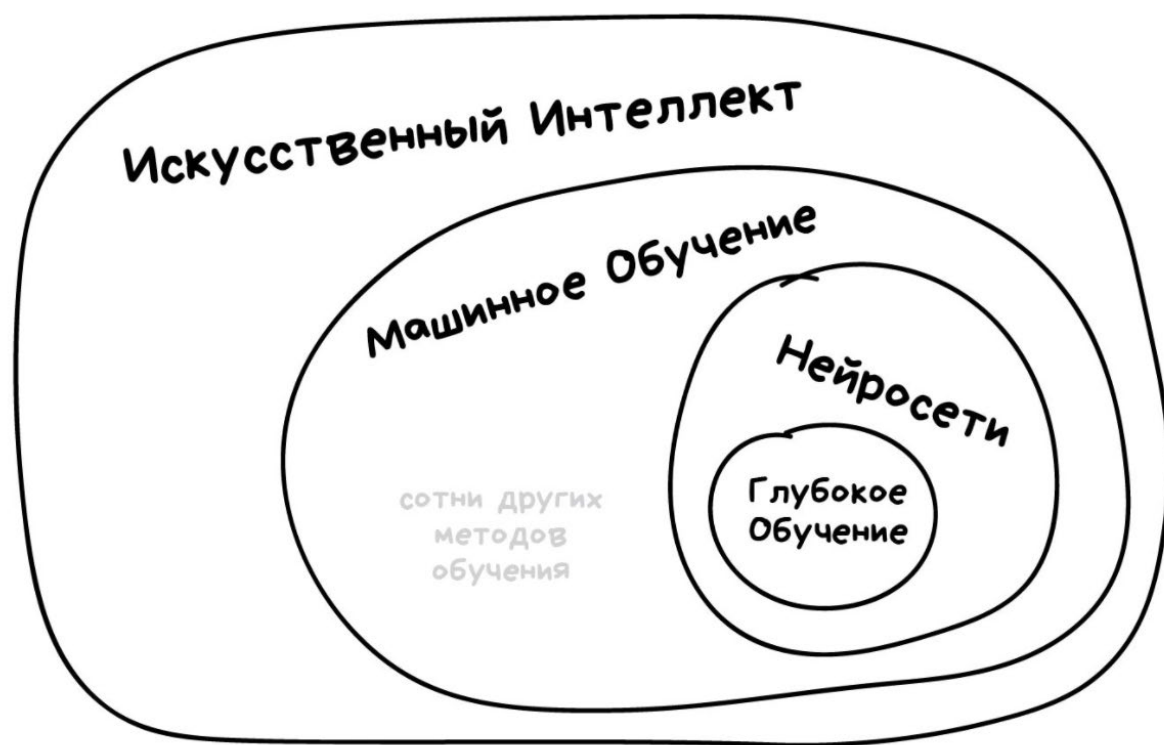 Искусственный Интеллект
Машинное Обучение
Нейросети
Глубокое
Обучение
сотни других
методов
обучения